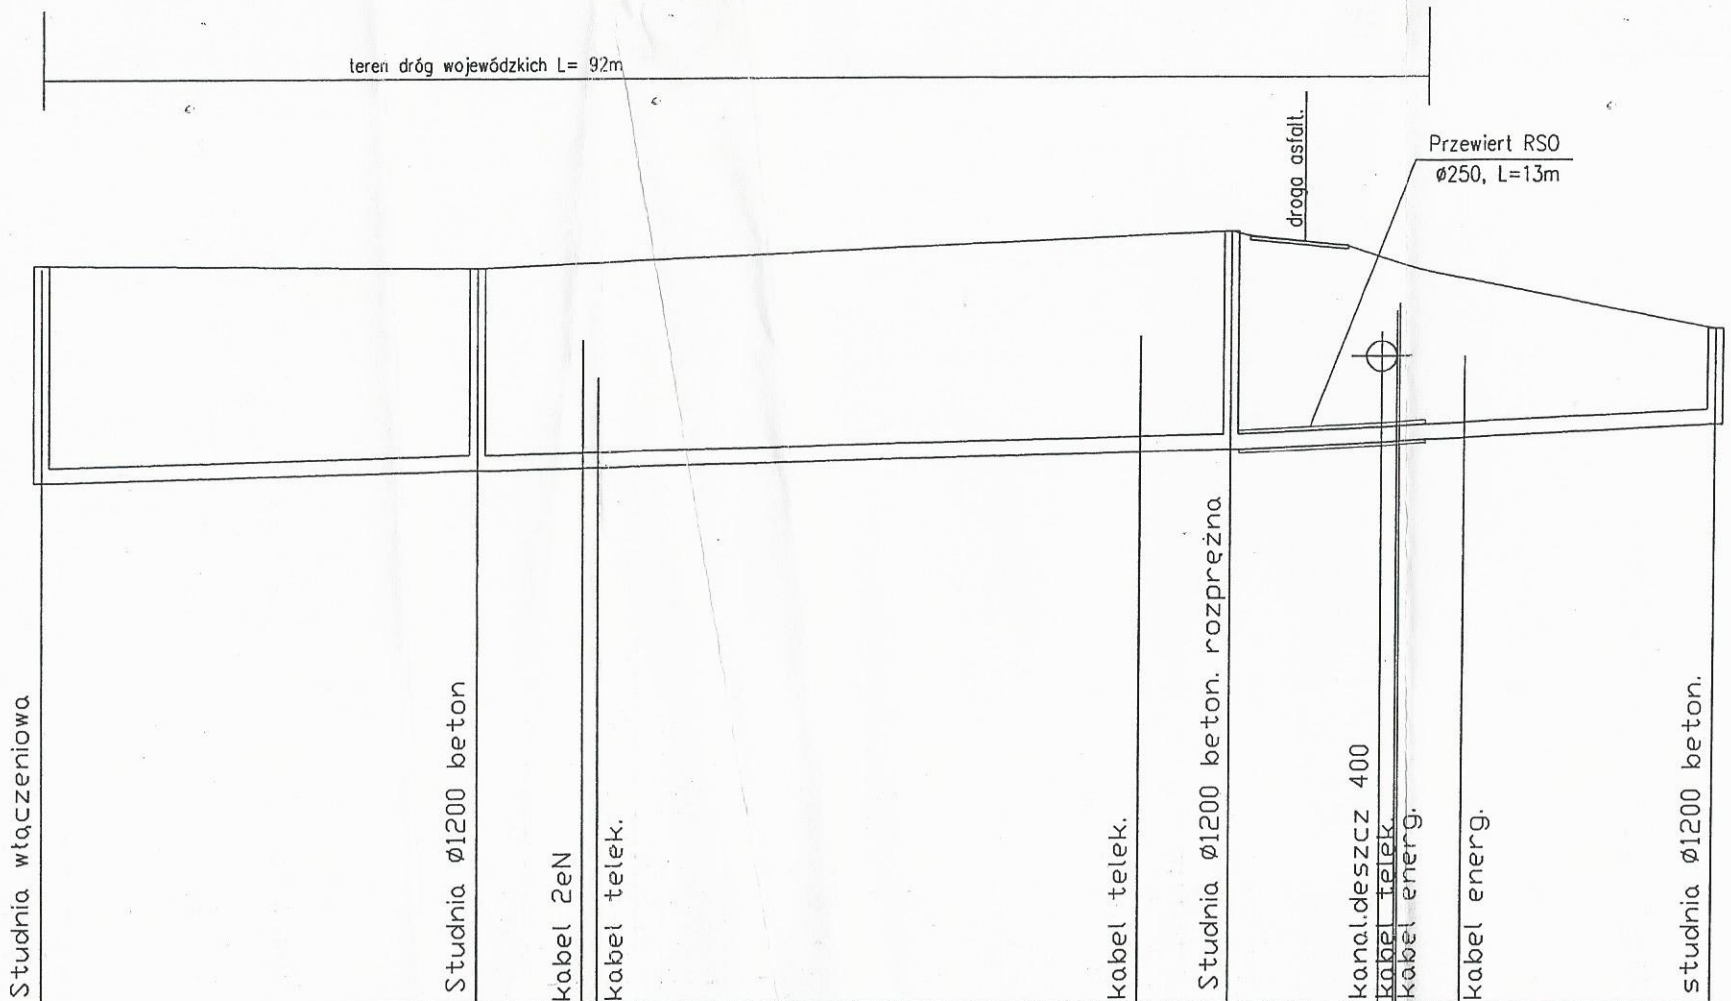 tereń dróg wojewódzkich L= 92m
droga asfalt.
Przewiert RSO
ø250, L=13m
Studnia włączeniowa
Studnia ø1200 beton
kabel 2eN
kabel telek.
kabel telek.
Studnia ø1200 beton. rozprężna
kanal.deszcz 400
kabel telek.
kabel energ.
kabel energ.
studnia ø1200 beton.